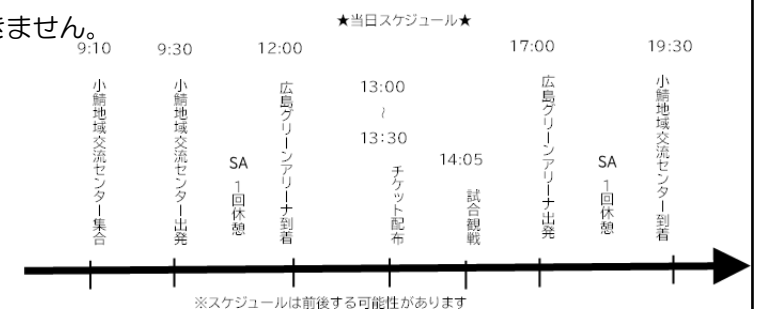 きません。
★当日スケジュール★
9:10
小鯖地域交流センター集合
9:30
小鯖地域交流センター出発
SA
1回休憩
12:00
広島グリーンアリーナ到着
13:00
~
13:30
チケット配布
14:05
試合観戦
17:00
広島グリーンアリーナ出発
SA
1回休憩
19:30
小鯖地域交流センター到着
※スケジュールは前後する可能性があります